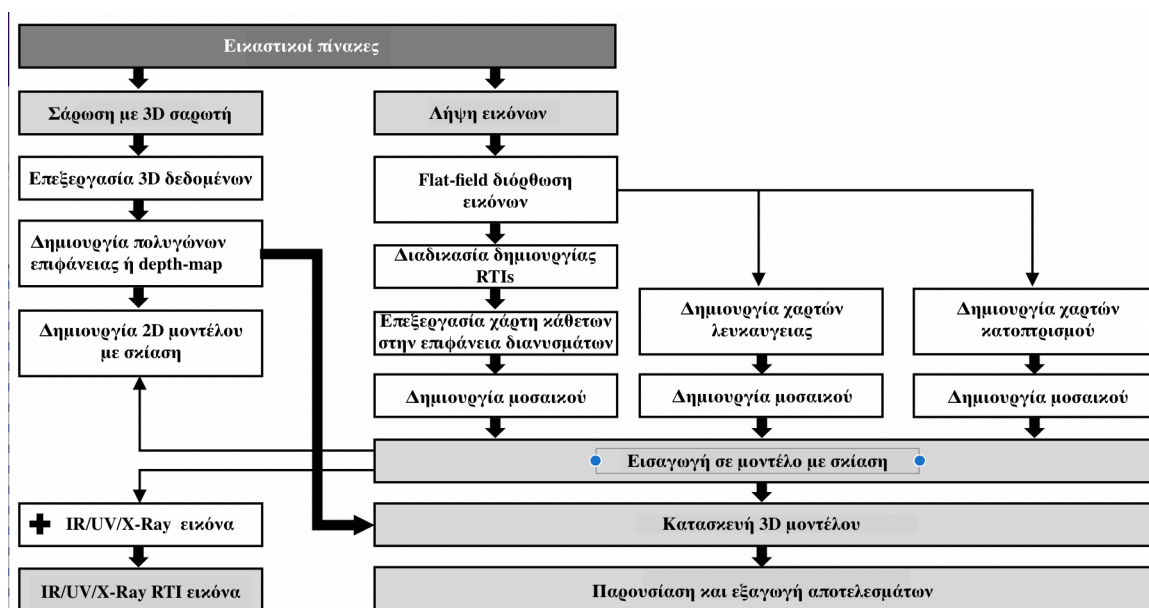 Εικαστικοί πίνακες
Σάρωση με 3D σαρωτή
Λήψη εικόνων
Επεξεργασία 3D δεδομένων
Flat-field διόρθωση
εικόνων
Δημιουργία πολυγώνων
επιφάνειας ή depth-map
Διαδικασία δημιουργίας
RTIs
Δημιουργία 2D μοντέλου
με σκίαση
Επεξεργασία χάρτη κάθετων
στην επιφάνεια διανυσμάτων
Δημιουργία χαρτών
λευκαυγειας
Δημιουργία χαρτών
κατοπτρισμού
Δημιουργία μοσαικού
Δημιουργία μοσαικού
Δημιουργία μοσαικού
Εισαγωγή σε μοντέλο με σκίαση
IR/UV/X-Ray εικόνα
Κατασκευή 3D μοντέλου
IR/UV/X-Ray RTI εικόνα
Παρουσίαση και εξαγωγή αποτελεσμάτων